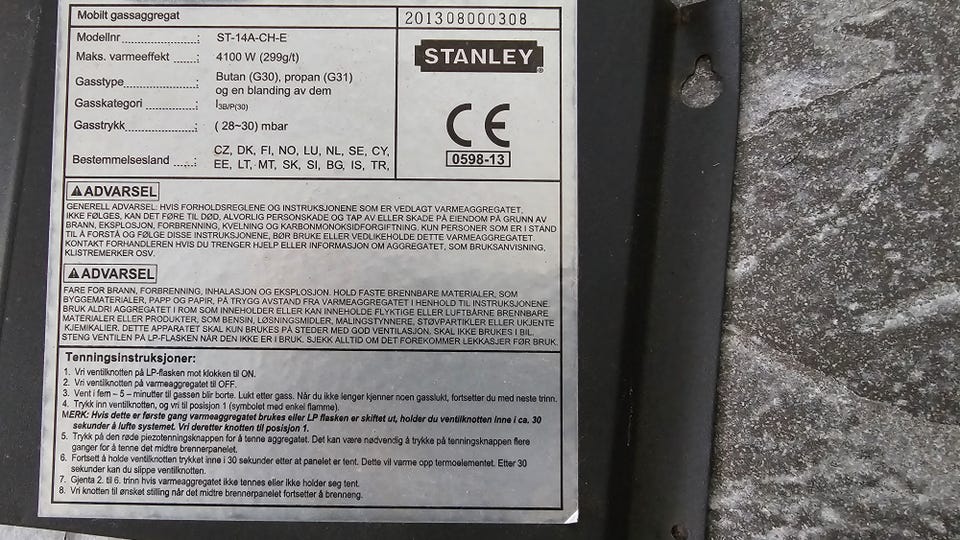 Mobilt gassaggregat
201308000308
Modellnr ............: ST-14A-CH-E
Maks. varmeeffekt .....: 4100 W (299g/t)
Gasstype ............: Butan (G30), propan (G31)
og en blanding av dem
Gasskategori ..........: I3B/P(30)
Gasstrykk ............: ( 28~30) mbar
Bestemmelsesland .....: CZ, DK, FI, NO, LU, NL, SE, CY,
EE, LT, MT, SK, SI, BG, IS, TR,
STANLEY®
CE
0598-13
⚠ADVARSEL
GENERELL ADVARSEL: HVIS FORHOLDSREGLENE OG INSTRUKSJONENE SOM ER VEDLAGT VARMEAGGREGATET,
IKKE FØLGES, KAN DET FØRE TIL DØD, ALVORLIG PERSONSKADE OG TAP AV ELLER SKADE PÅ EIENDOM PÅ GRUNN AV
BRANN, EKSPLOSJON, FORBRENNING, KVELNING OG KARBONMONOKSIDFORGIFTNING. KUN PERSONER SOM ER I STAND
TIL Å FORSTÅ OG FØLGE DISSE INSTRUKSJONENE, BØR BRUKE ELLER VEDLIKEHOLDE DETTE VARMEAGGREGATET
KONTAKT FORHANDLEREN HVIS DU TRENGER HJELP ELLER INFORMASJON OM AGGREGATET, SOM BRUKSANVISNING,
KLISTREMERKER OSV.
⚠ADVARSEL
FARE FOR BRANN, FORBRENNING, INHALASJON OG EKSPLOSJON. HOLD FASTE BRENNBARE MATERIALER, SOM
BYGGEMATERIALER, PAPP OG PAPIR, PÅ TRYGG AVSTAND FRA VARMEAGGREGATET I HENHOLD TIL INSTRUKSJONENE.
BRUK ALDRI AGGREGATET I ROM SOM INNEHOLDER ELLER KAN INNEHOLDE FLYKTIGE ELLER LUFTBÅRNE BRENNBARE
MATERIALER ELLER PRODUKTER, SOM BENSIN, LØSNINGSMIDLER, MALINGSTYNNERE, STØVPARTIKLER ELLER UKJENTE
KJEMIKALIER. DETTE APPARATET SKAL KUN BRUKES PÅ STEDER MED GOD VENTILASJON. SKAL IKKE BRUKES I BIL.
STENG VENTILEN PÅ LP-FLASKEN NÅR DEN IKKE ER I BRUK. SJEKK ALLTID OM DET FOREKOMMER LEKKASJER FØR BRUK.
Tenningsinstruksjoner:
1. Vri ventilknotten på LP-flasken mot klokken til ON.
2. Vri ventilknotten på varmeaggregatet til OFF.
3. Vent i fem – 5 – minutter til gassen blir borte. Lukt etter gass. Når du ikke lenger kjenner noen gasslukt, fortsetter du med neste trinn.
4. Trykk inn ventilknotten, og vri til posisjon 1 (symbolet med enkel flamme).
MERK: Hvis dette er første gang varmeaggregatet brukes eller LP flasken er skiftet ut, holder du ventilknotten inne i ca. 30
sekunder å lufte systemet. Vri deretter knotten til posisjon 1.
5. Trykk på den røde piezotenningsknappen for å tenne aggregatet. Det kan være nødvendig å trykke på tenningsknappen flere
ganger for å tenne det midtre brennerpanelet.
6. Fortsett å holde ventilknotten trykket inne i 30 sekunder etter at panelet er tent. Dette vil varme opp termoelementet. Etter 30
sekunder kan du slippe ventilknotten.
7. Gjenta 2. til 6. trinn hvis varmeaggregatet ikke tennes eller ikke holder seg tent.
8. Vri knotten til ønsket stilling når det midtre brennerpanelet fortsetter å brenneng.